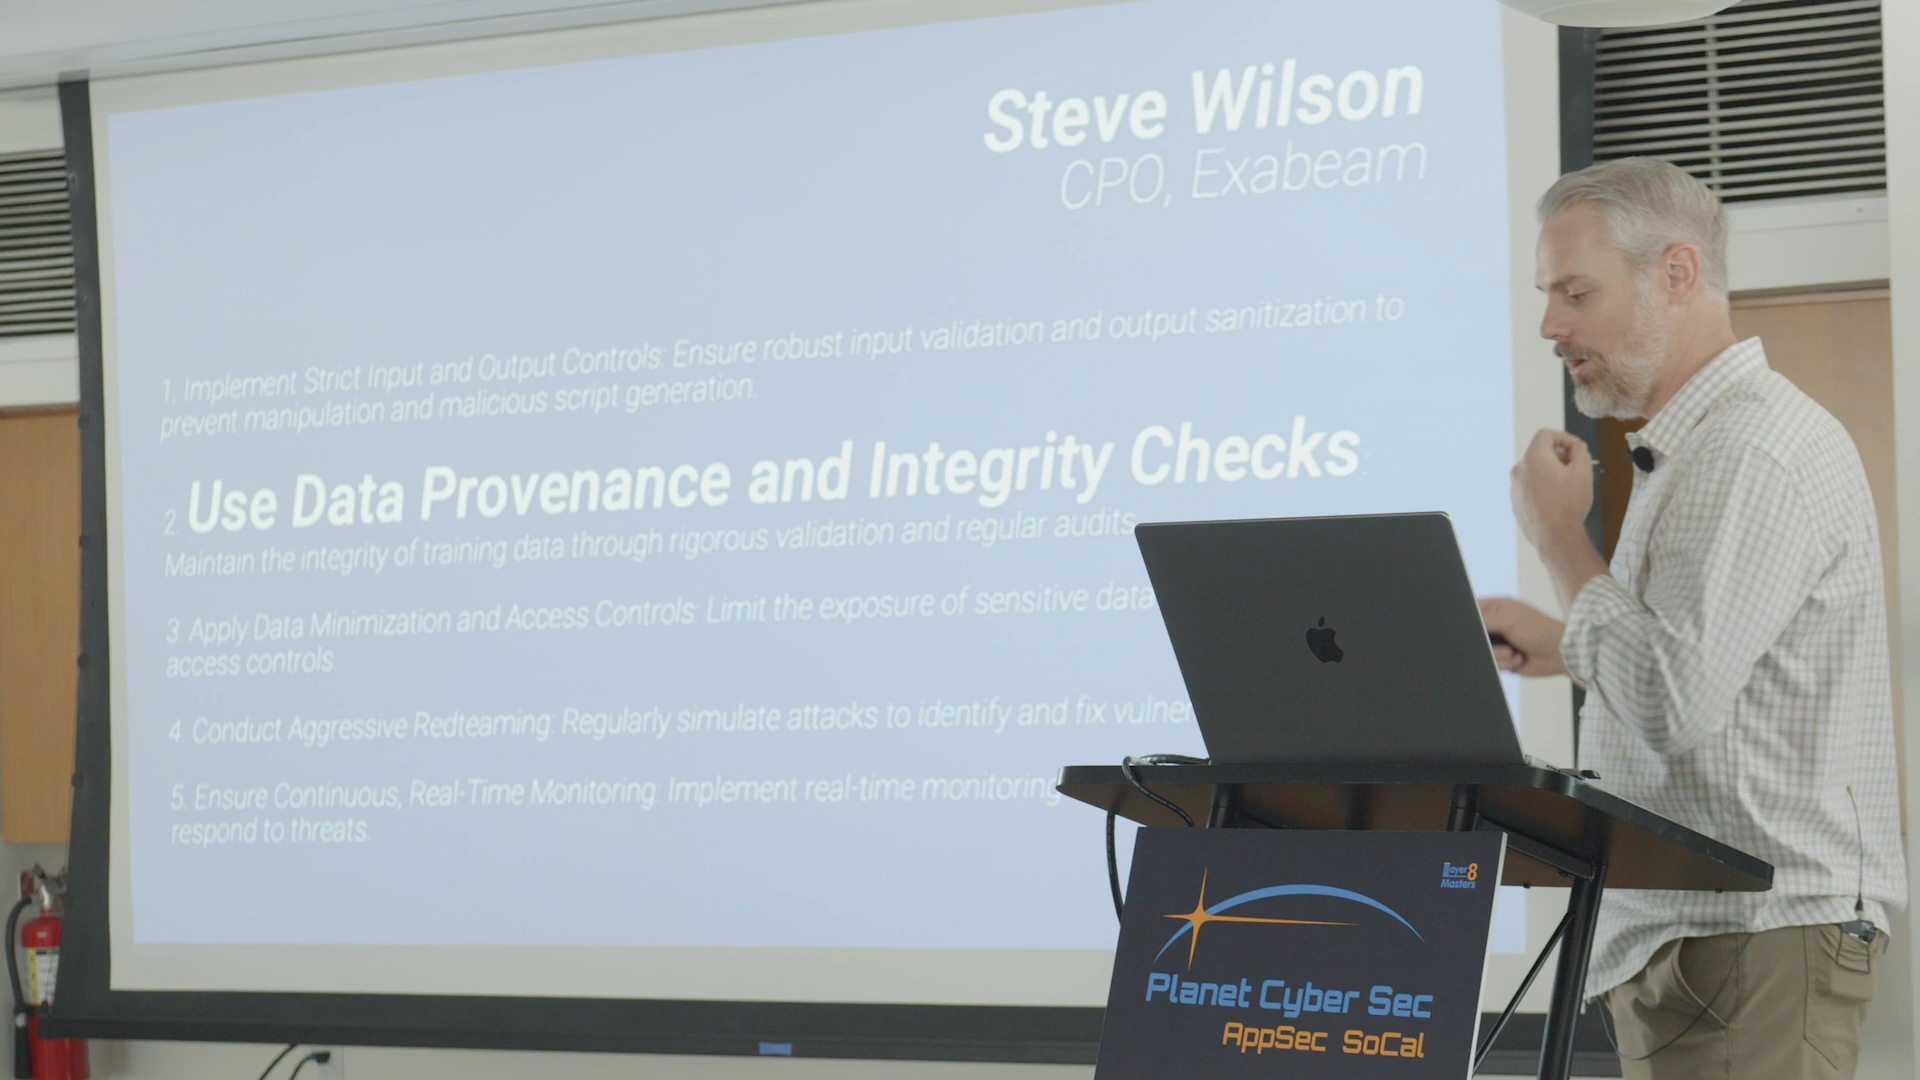 Steve Wilson
CPO, Exabeam
1. Implement Strict Input and Output Controls: Ensure robust input validation and output sanitization to
prevent manipulation and malicious script generation.
2. Use Data Provenance and Integrity Checks:
Maintain the integrity of training data through rigorous validation and regular audits.
3. Apply Data Minimization and Access Controls: Limit the exposure of sensitive data
access controls.
4. Conduct Aggressive Redteaming: Regularly simulate attacks to identify and fix
5. Ensure Continuous, Real-Time Monitoring: Implement real-time monitoring
respond to threats.
Layer 8
Masters
Planet Cyber Sec
AppSec SoCal